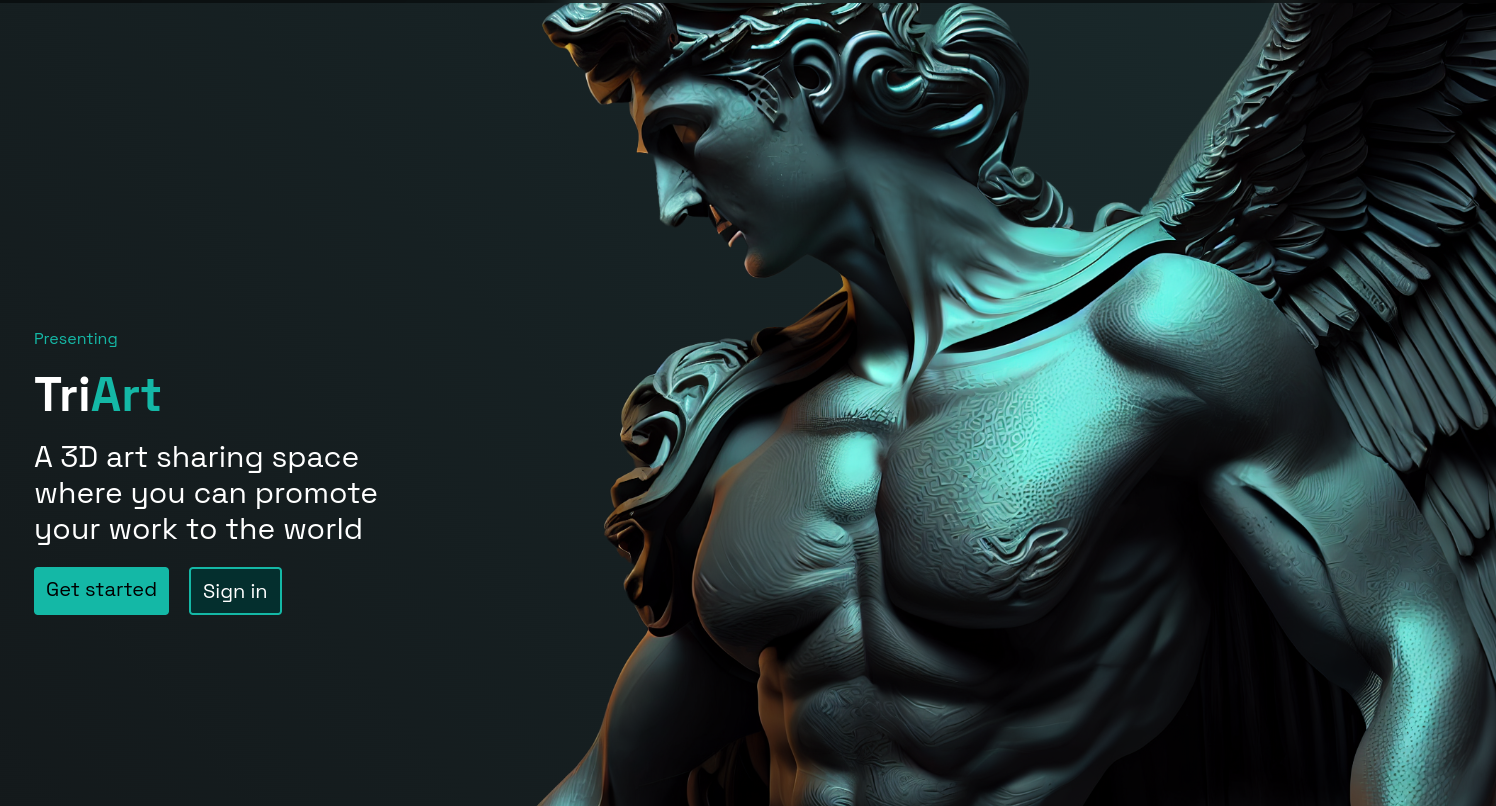 Presenting
TriArt
A 3D art sharing space
where you can promote
your work to the world
Get started
Sign in